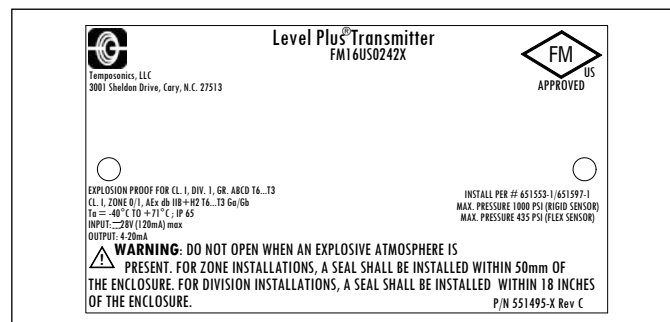 Level Plus®Transmitter
FM16US0242X
Temposonics, LLC
3001 Sheldon Drive, Cary, N.C. 27513
FM
US
APPROVED
EXPLOSION PROOF FOR CL. I, DIV. 1, GR. ABCD T6...T3
CL. I, ZONE 0/1, AEx db IIB+H2 T6...T3 Ga/Gb
Ta = -40°C TO +71°C ; IP 65
INPUT: ⎓28V (120mA) max
OUTPUT: 4-20mA
INSTALL PER # 651553-1/651597-1
MAX. PRESSURE 1000 PSI (RIGID SENSOR)
MAX. PRESSURE 435 PSI (FLEX SENSOR)
WARNING: DO NOT OPEN WHEN AN EXPLOSIVE ATMOSPHERE IS
PRESENT. FOR ZONE INSTALLATIONS, A SEAL SHALL BE INSTALLED WITHIN 50mm OF
THE ENCLOSURE. FOR DIVISION INSTALLATIONS, A SEAL SHALL BE INSTALLED WITHIN 18 INCHES
OF THE ENCLOSURE.
P/N 551495-X Rev C